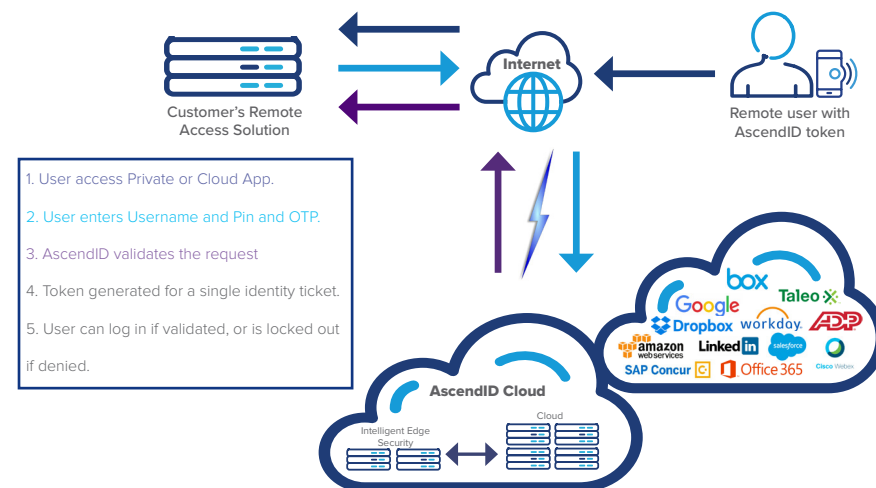 Internet
Customer's Remote
Access Solution
Remote user with
AscendID token
1. User access Private or Cloud App.
2. User enters Username and Pin and OTP.
3. AscendID validates the request
4. Token generated for a single identity ticket.
5. User can log in if validated, or is locked out
if denied.
box
Taleo
Google
Dropbox
workday.
ADP
amazon
webservices
Linked in
salesforce
Cisco Webex
SAP Concur C
Office 365
AscendID Cloud
Cloud
Intelligent Edge
Security